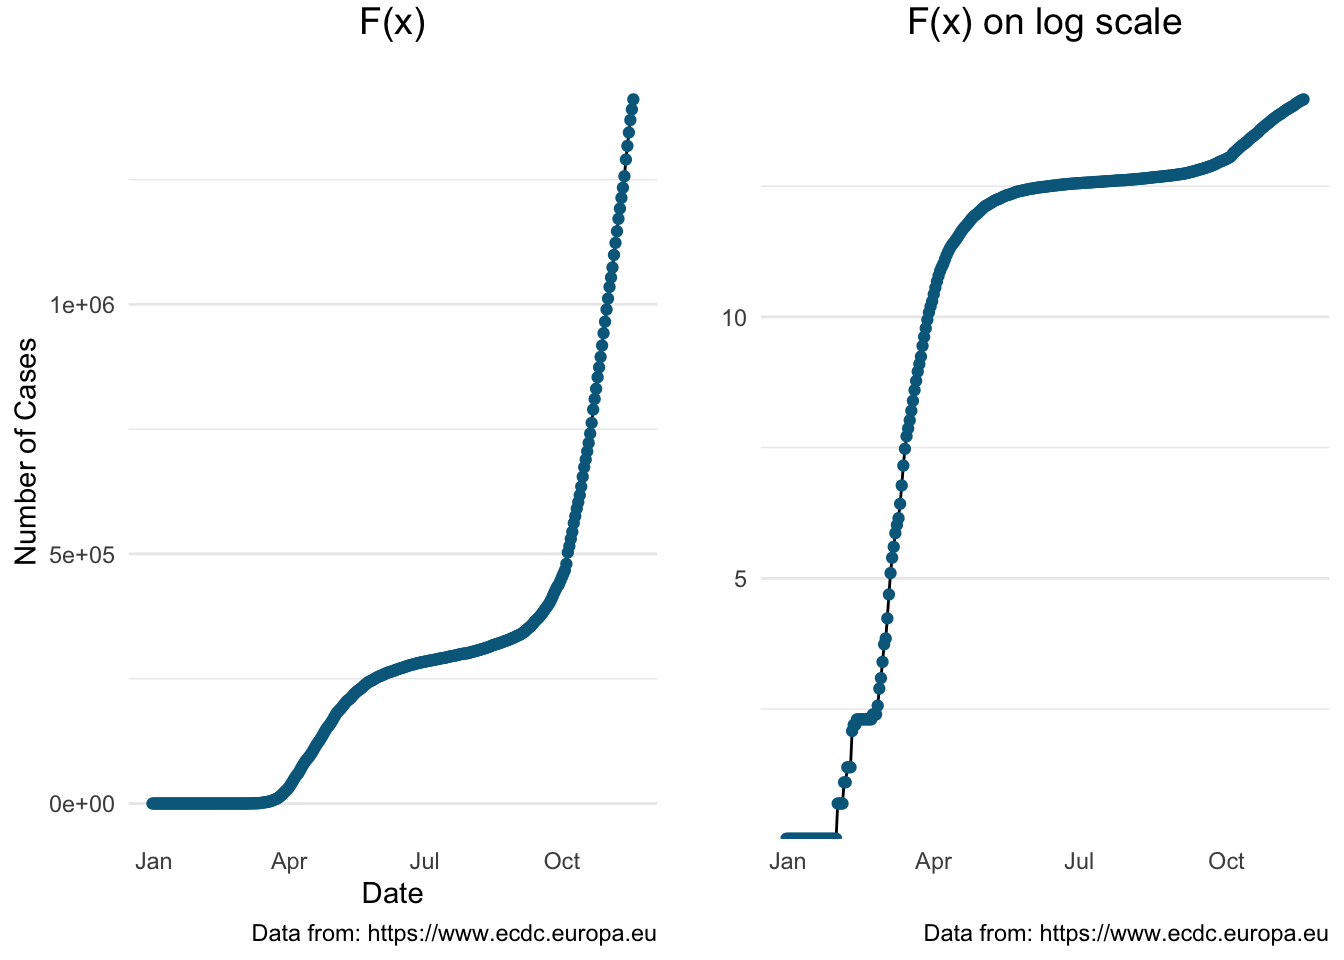 F(x)
F(x) on log scale
Number of Cases
1e+06
5e+05
0e+00
Jan Apr Jul Oct
Date
Data from: https://www.ecdc.europa.eu
10
5
Jan Apr Jul Oct
Data from: https://www.ecdc.europa.eu